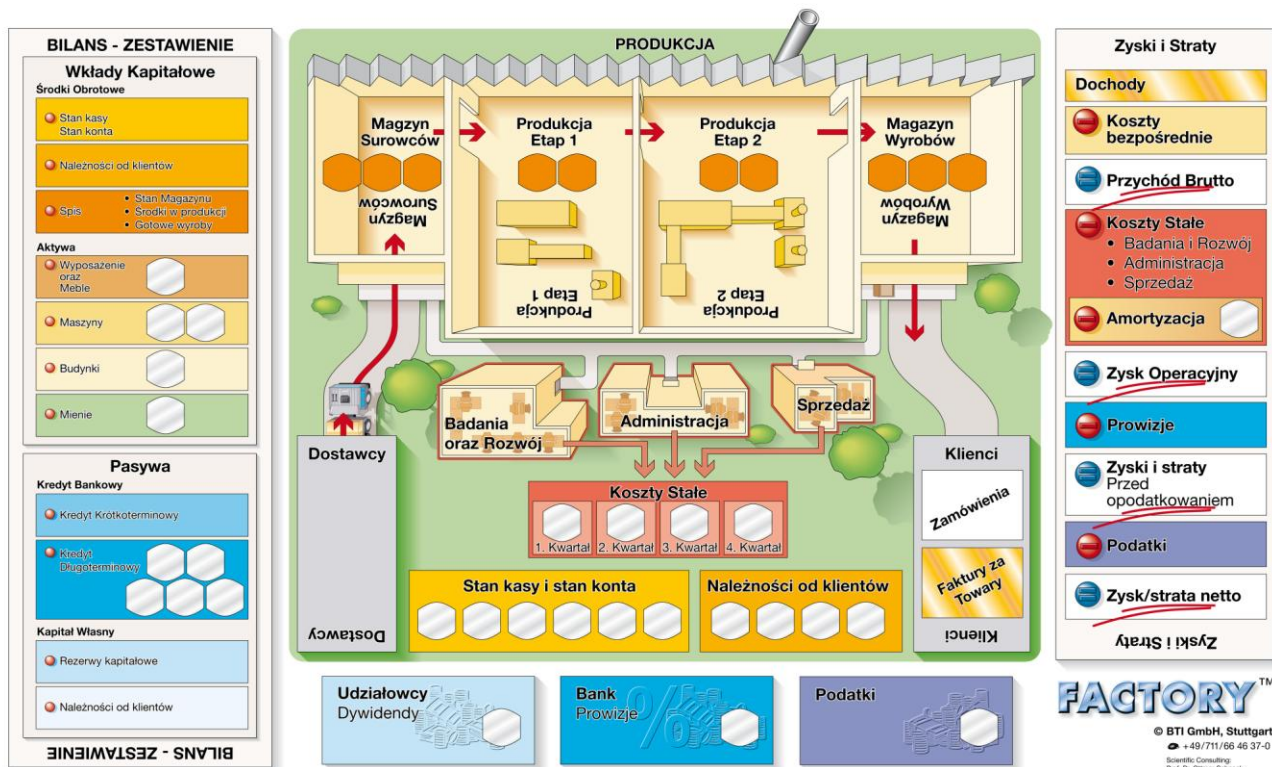 BILANS - ZESTAWIENIE
Wkłady Kapitałowe
Środki Obrotowe
Stan kasy
Stan konta
Należności od klientów
Spis
• Stan Magazynu
• Środki w produkcji
• Gotowe wyroby
Aktywa
Wyposażenie
oraz
Meble
Maszyny
Budynki
Mienie
Pasywa
Kredyt Bankowy
Kredyt Krótkoterminowy
Kredyt
Długoterminowy
Kapitał Własny
Rezerwy kapitałowe
Należności od klientów
BILANS - ZESTAWIENIE
PRODUKCJA
Magzyn
Surowców
Magazyn
Surowców
Produkcja
Etap 1
Produkcja
Etap 1
Produkcja
Etap 2
Produkcja
Etap 2
Magazyn
Wyrobów
Magazyn
Wyrobów
Badania
oraz Rozwój
Administracja
Sprzedaż
Dostawcy
Dostawcy
Koszty Stałe
1. Kwartał
2. Kwartał
3. Kwartał
4. Kwartał
Stan kasy i stan konta
Należności od klientów
Klienci
Zamówienia
Faktury za
Towary
Klienci
Udziałowcy
Dywidendy
Bank
Prowizje
%
Podatki
Zyski i Straty
Dochody
Koszty
bezpośrednie
Przychód Brutto
Koszty Stałe
• Badania i Rozwój
• Administracja
• Sprzedaż
Amortyzacja
Zysk Operacyjny
Prowizje
Zyski i straty
Przed
opodatkowaniem
Podatki
Zysk/strata netto
Zyski i Straty
FACTORY™
© BTI GmbH, Stuttgart
+49/711/66 46 37-0
Scientific Consulting: